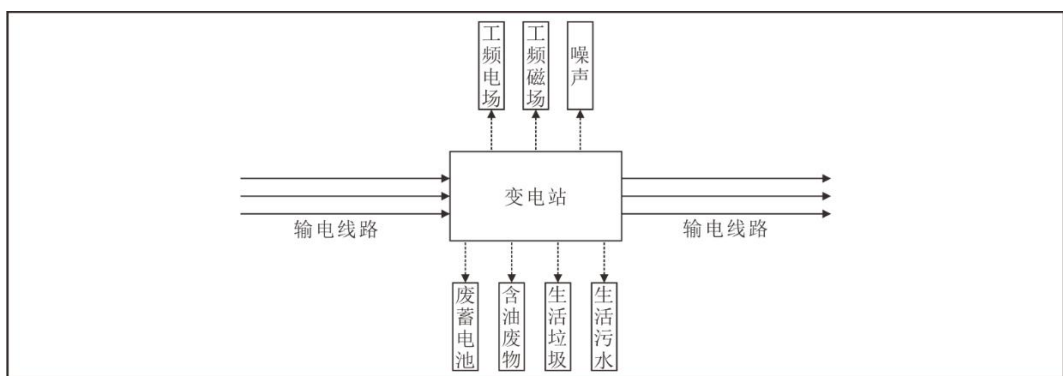 工频电场
工频磁场
噪声
变电站
输电线路
输电线路
废蓄电池
含油废物
生活垃圾
生活污水